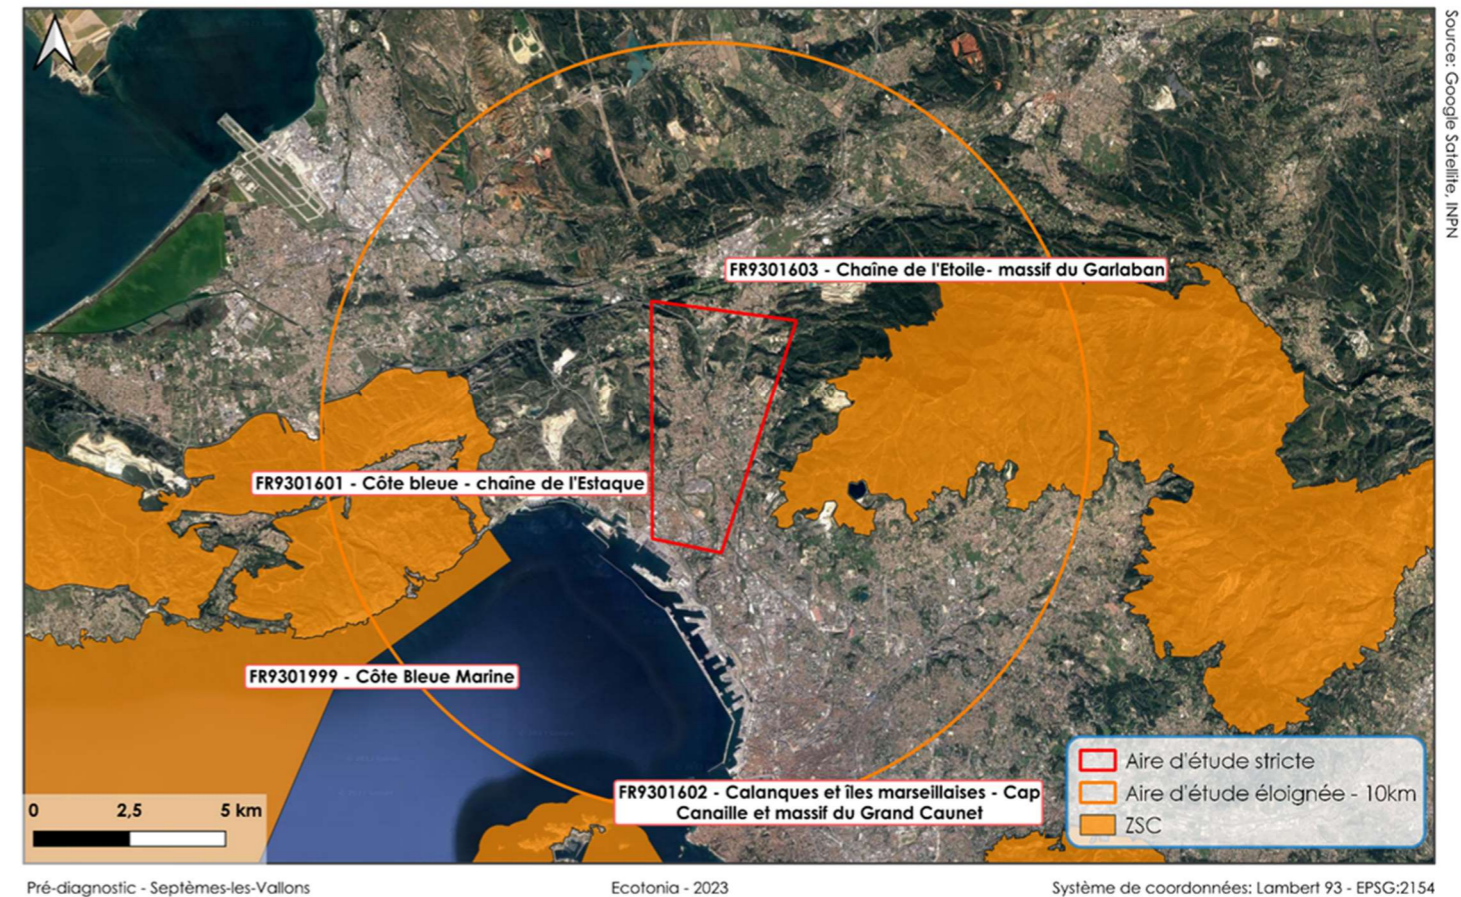 Source: Google Satellite, INPN
FR9301603 - Chaîne de l'Etoile- massif du Garlaban
FR9301601 - Côte bleue - chaîne de l'Estaque
FR9301999 - Côte Bleue Marine
FR9301602 - Calanques et îles marseillaises - Cap
Canaille et massif du Grand Caunet
Aire d'étude stricte
Aire d'étude éloignée - 10km
ZSC
0 2,5 5 km
Pré-diagnostic - Septèmes-les-Vallons
Ecotonia - 2023
Système de coordonnées: Lambert 93 - EPSG:2154